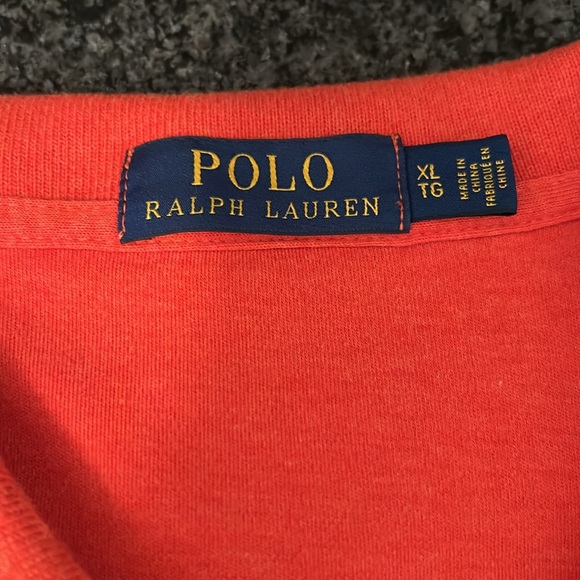 POLO
RALPH LAUREN
XL
TG
MADE IN
CHINA
FABRIQUÉ EN
CHINE